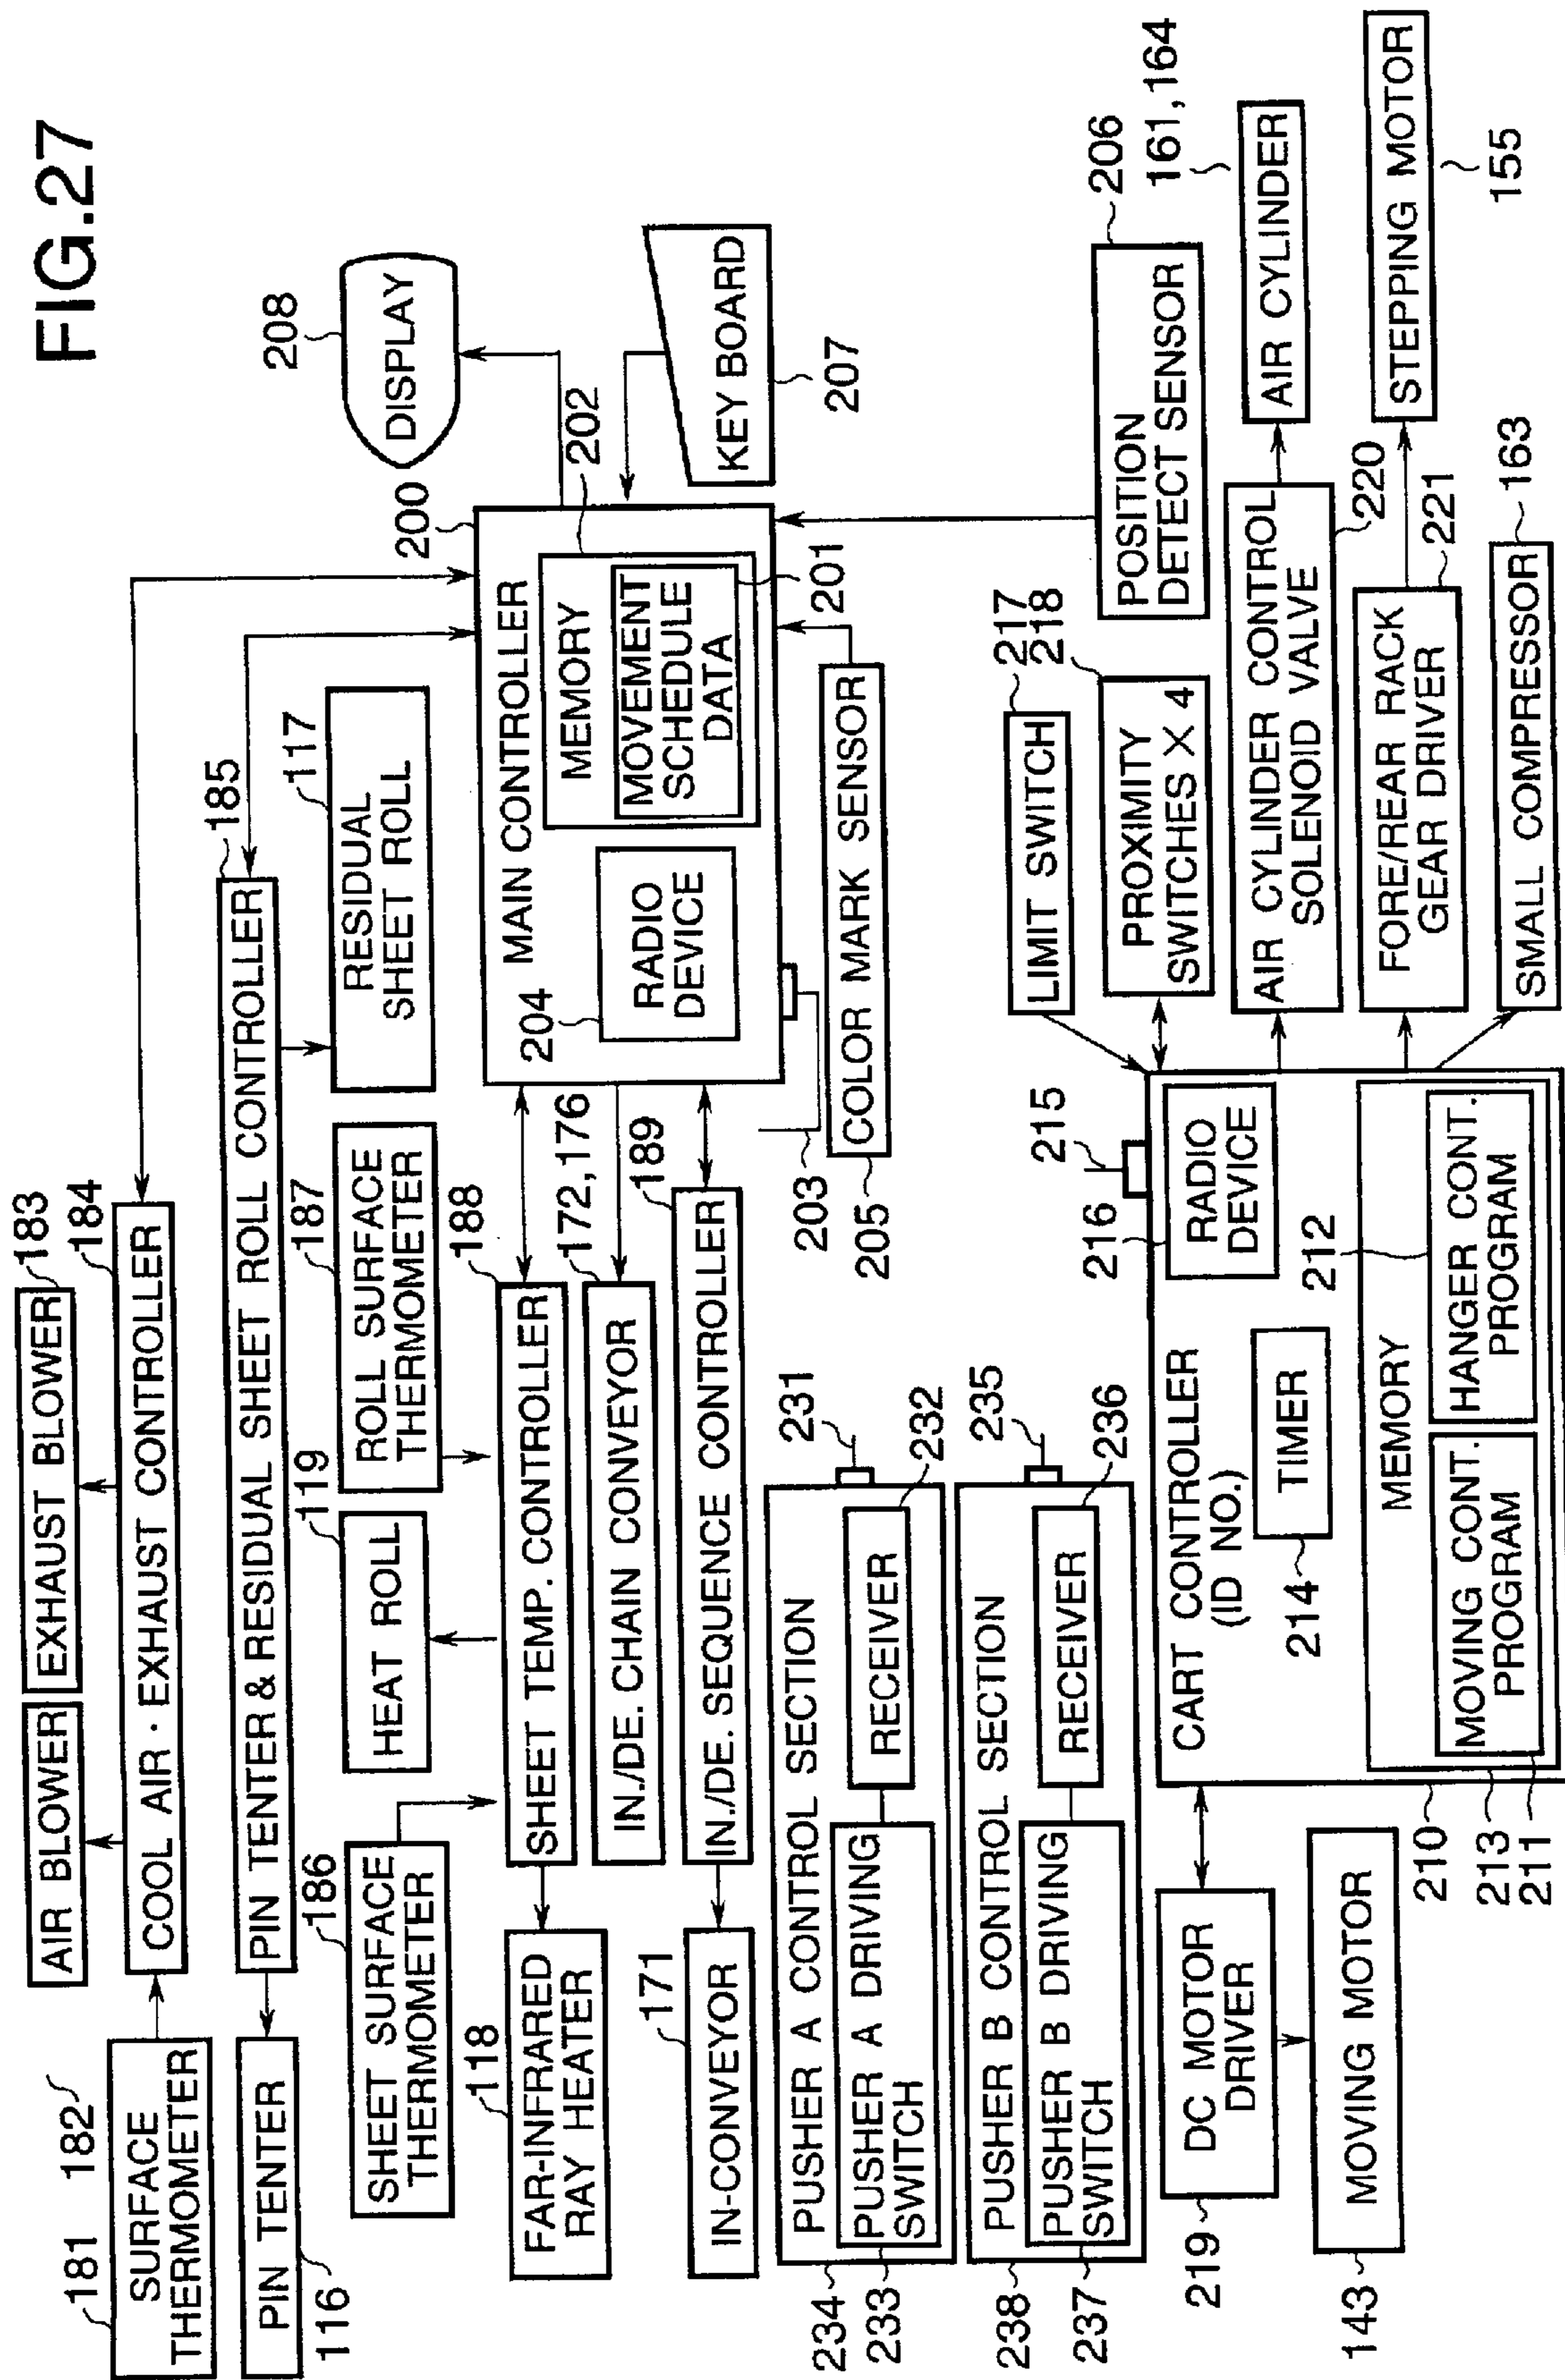 FIG.27
181
182
SURFACE
THERMOMETER
AIR BLOWER
EXHAUST BLOWER
183
184
COOL AIR · EXHAUST CONTROLLER
PIN TENTER
116
PIN TENTER & RESIDUAL SHEET ROLL CONTROLLER
185
117
RESIDUAL
SHEET ROLL
186
SHEET SURFACE
THERMOMETER
119
HEAT ROLL
187
ROLL SURFACE
THERMOMETER
208
DISPLAY
118
FAR-INFRARED
RAY HEATER
188
SHEET TEMP. CONTROLLER
172,176
IN./DE. CHAIN CONVEYOR
189
IN./DE. SEQUENCE CONTROLLER
171
IN-CONVEYOR
200
MAIN CONTROLLER
204
RADIO
DEVICE
MEMORY
202
MOVEMENT
SCHEDULE
DATA
201
KEY BOARD
207
203
COLOR MARK SENSOR
205
POSITION
DETECT SENSOR
206
PUSHER A CONTROL SECTION
PUSHER A DRIVING
SWITCH
RECEIVER
231
232
234
233
PUSHER B CONTROL SECTION
PUSHER B DRIVING
SWITCH
RECEIVER
235
236
238
237
LIMIT SWITCH
217
218
PROXIMITY
SWITCHES × 4
161,164
AIR CYLINDER
AIR CYLINDER CONTROL
SOLENOID VALVE
220
FORE/REAR RACK
GEAR DRIVER
221
STEPPING MOTOR
155
SMALL COMPRESSOR
163
215
216
CART CONTROLLER
(ID NO.)
RADIO
DEVICE
TIMER
214
212
MEMORY
MOVING CONT.
PROGRAM
HANGER CONT.
PROGRAM
210
213
211
DC MOTOR
DRIVER
219
MOVING MOTOR
143